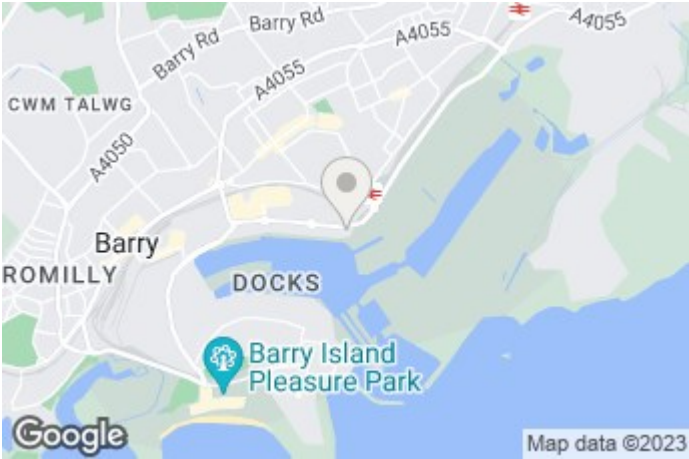 Barry Rd
Barry Rd
A4055
A4055
A4055
CWM TALWG
A4050
Barry
ROMILLY
DOCKS
Barry Island
Pleasure Park
Google
Map data ©2023